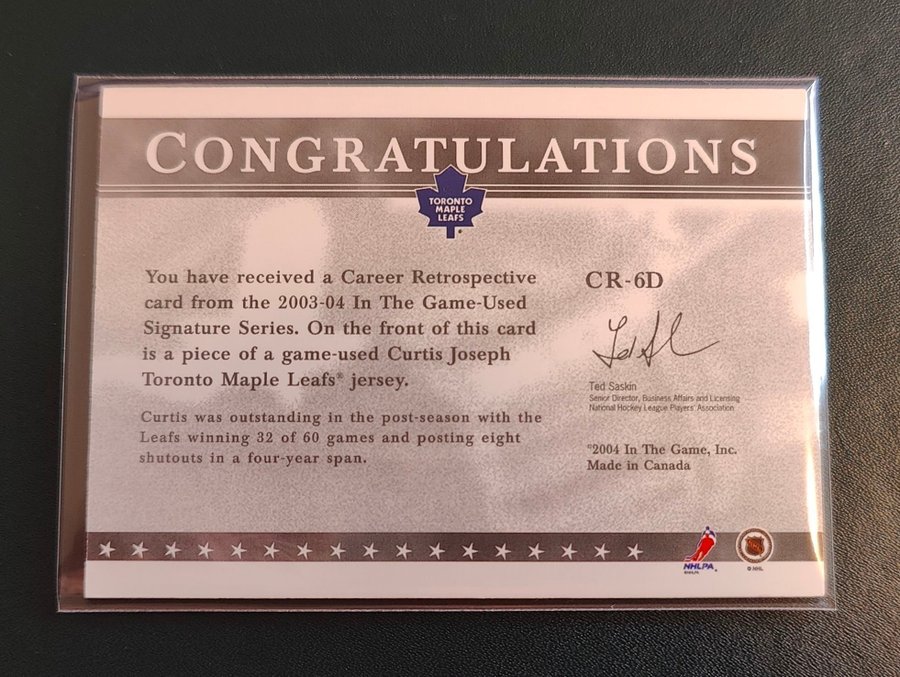 CONGRATULATIONS
TORONTO
MAPLE
LEAFS
You have received a Career Retrospective
card from the 2003-04 In The Game-Used
Signature Series. On the front of this card
is a piece of a game-used Curtis Joseph
Toronto Maple Leafs® jersey.
Curtis was outstanding in the post-season with the
Leafs winning 32 of 60 games and posting eight
shutouts in a four-year span.
CR-6D
Ted Saskin
Senior Director, Business Affairs and Licensing
National Hockey League Players' Association
©2004 In The Game, Inc.
Made in Canada
NHLPA
© NHL